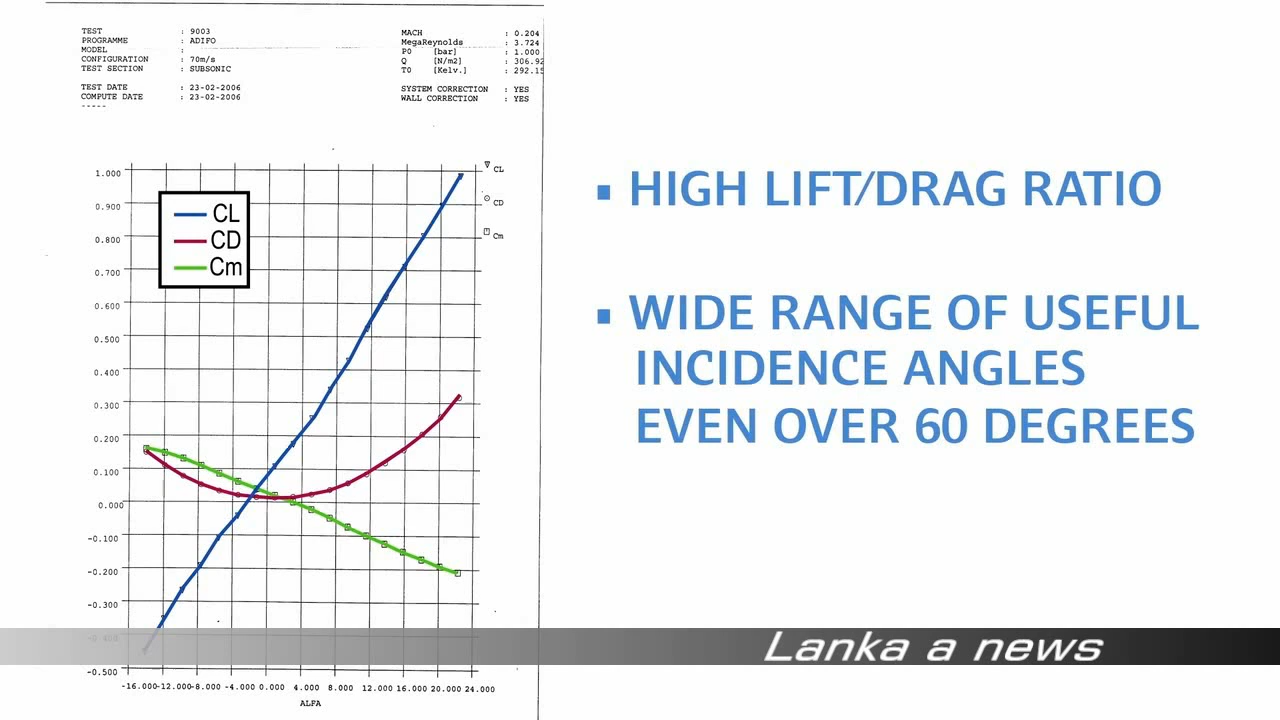 TEST : 9003
PROGRAMME : ADIFO
MODEL :
CONFIGURATION : 70m/s
TEST SECTION : SUBSONIC
TEST DATE : 23-02-2006
COMPUTE DATE : 23-02-2006
-----
MACH : 0.204
MegaReynolds : 3.724
P0 [bar] : 1.000
Q [N/m2] : 306.92
T0 [Kelv.] : 292.15
SYSTEM CORRECTION : YES
WALL CORRECTION : YES
CL
CD
Cm
CL
CD
Cm
1.000
0.900
0.800
0.700
0.600
0.500
0.400
0.300
0.200
0.100
0.000
-0.100
-0.200
-0.300
-0.400
-0.500
-16.000 -12.000 -8.000 -4.000 0.000 4.000 8.000 12.000 16.000 20.000 24.000
ALFA
▪ HIGH LIFT/DRAG RATIO
▪ WIDE RANGE OF USEFUL
INCIDENCE ANGLES
EVEN OVER 60 DEGREES
Lanka a news